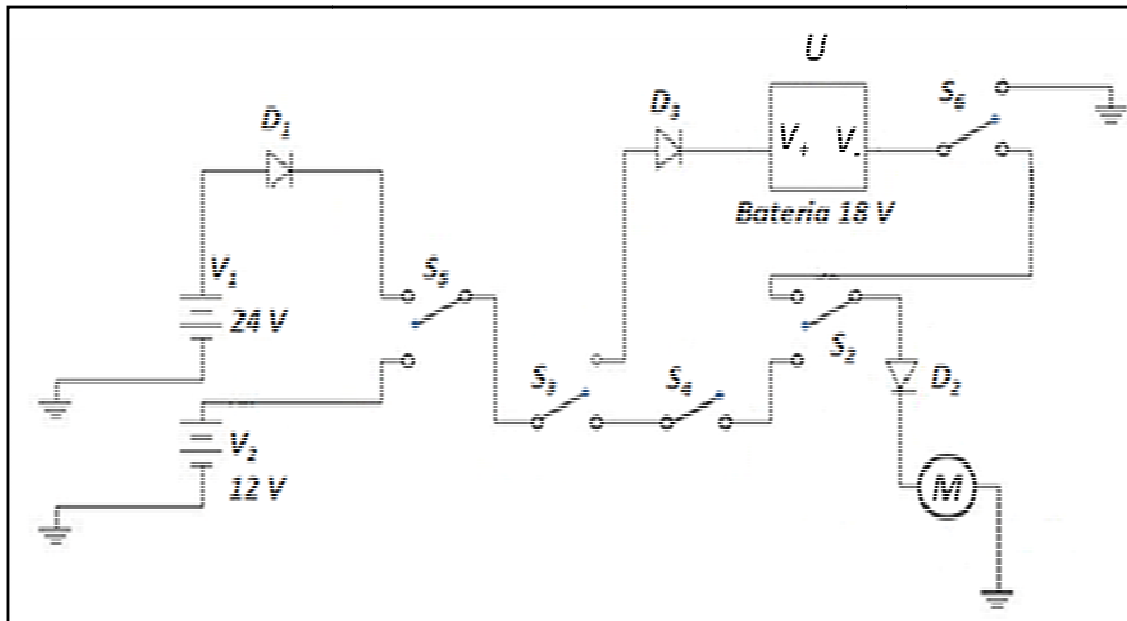 U
D₃
S₆
D₁
V₊ V₋
Bateria 18 V
V₁
24 V
S₅
S₂
D₂
S₃
S₄
V₂
12 V
M